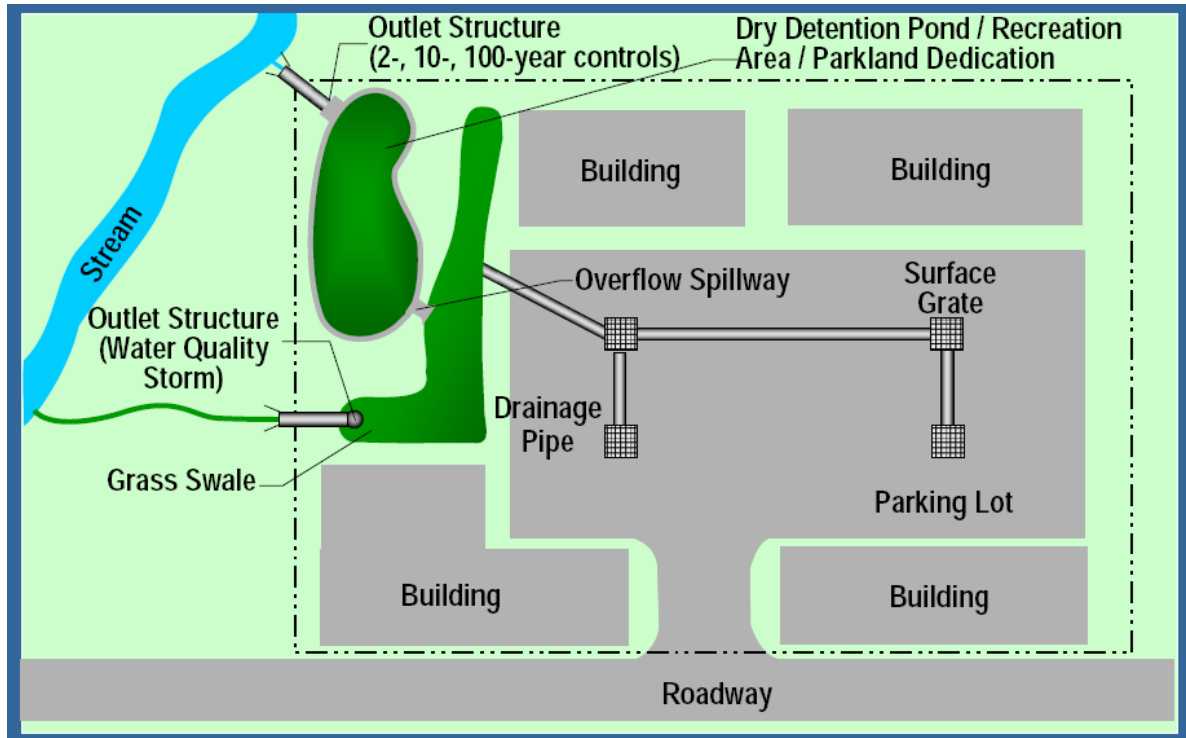 Outlet Structure
(2-, 10-, 100-year controls)
Dry Detention Pond / Recreation
Area / Parkland Dedication
Building
Building
Stream
Overflow Spillway
Surface
Grate
Outlet Structure
(Water Quality
Storm)
Drainage
Pipe
Grass Swale
Parking Lot
Building
Building
Roadway